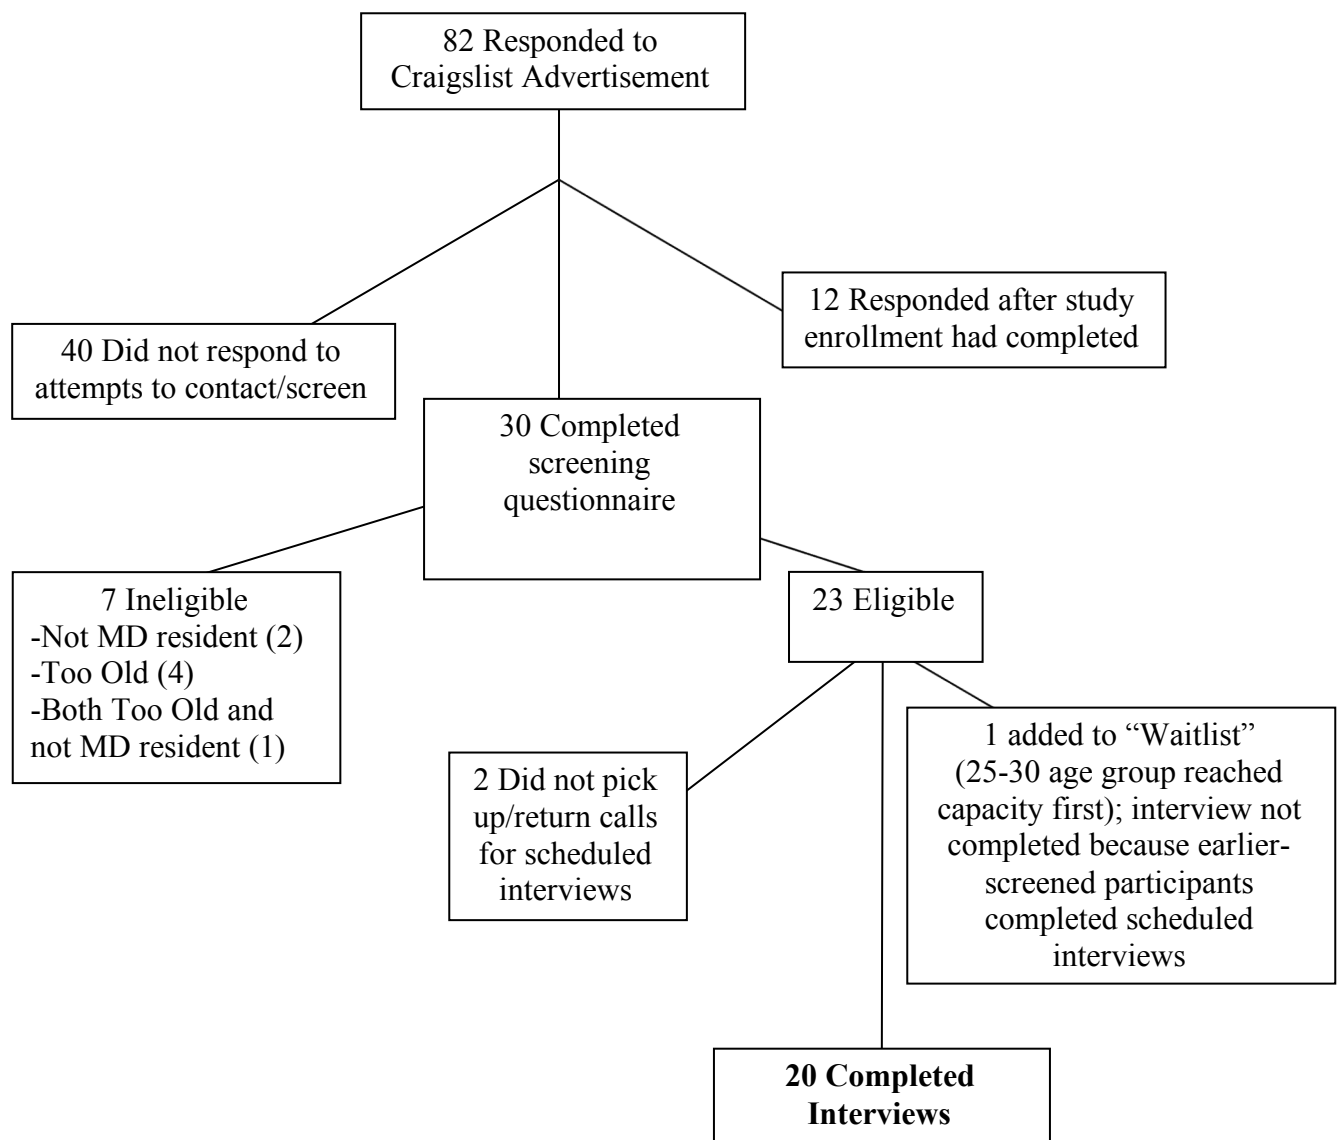 82 Responded to
Craigslist Advertisement
12 Responded after study
enrollment had completed
40 Did not respond to
attempts to contact/screen
30 Completed
screening
questionnaire
7 Ineligible
-Not MD resident (2)
-Too Old (4)
-Both Too Old and
not MD resident (1)
23 Eligible
2 Did not pick
up/return calls
for scheduled
interviews
1 added to “Waitlist”
(25-30 age group reached
capacity first); interview not
completed because earlier-
screened participants
completed scheduled
interviews
20 Completed
Interviews